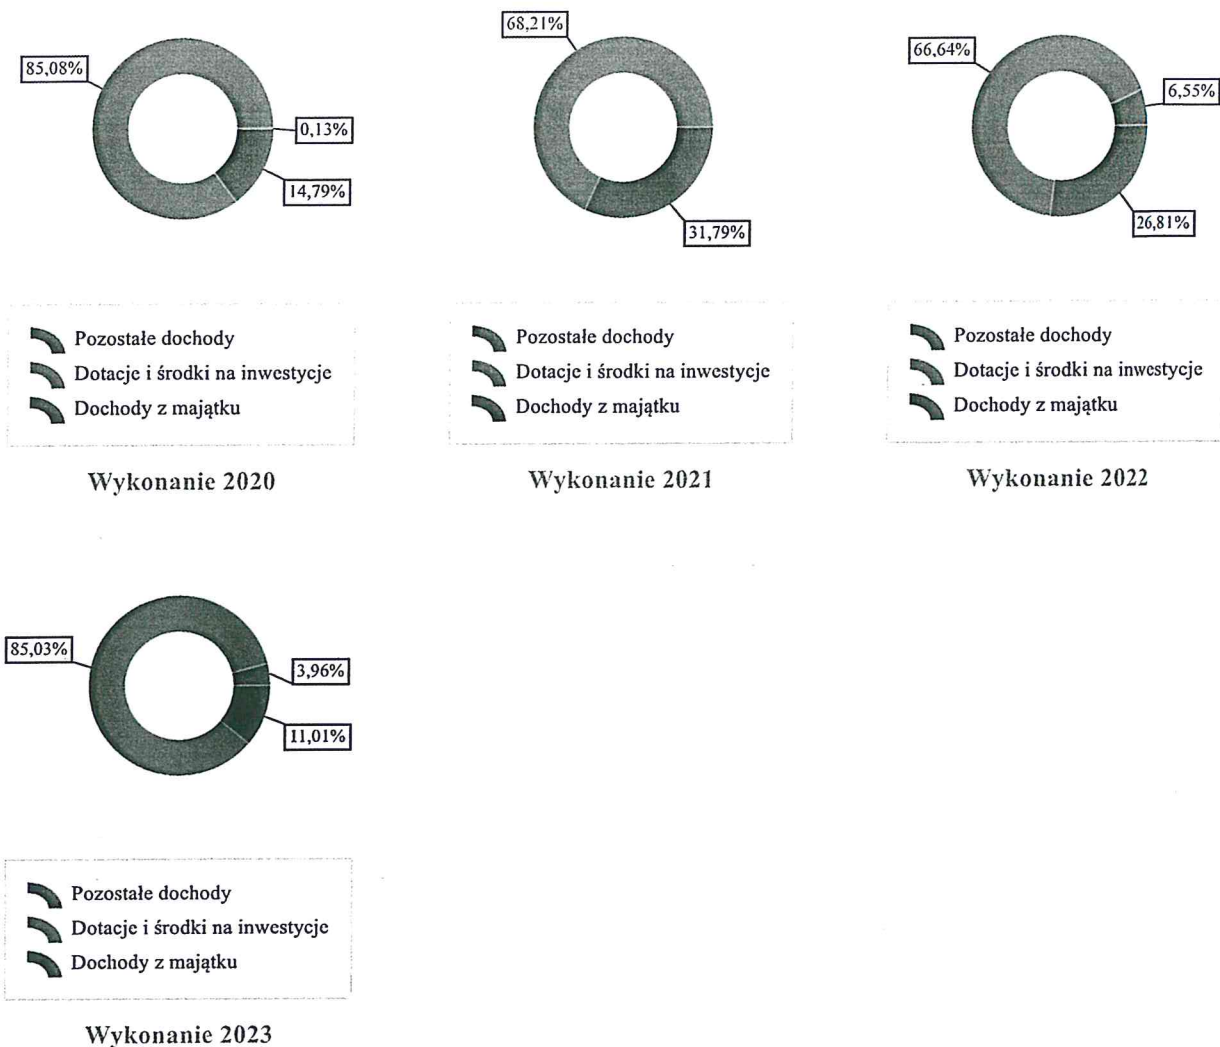 85,08%
0,13%
14,79%
Pozostałe dochody
Dotacje i środki na inwestycje
Dochody z majątku
Wykonanie 2020
68,21%
31,79%
Pozostałe dochody
Dotacje i środki na inwestycje
Dochody z majątku
Wykonanie 2021
66,64%
6,55%
26,81%
Pozostałe dochody
Dotacje i środki na inwestycje
Dochody z majątku
Wykonanie 2022
85,03%
3,96%
11,01%
Pozostałe dochody
Dotacje i środki na inwestycje
Dochody z majątku
Wykonanie 2023